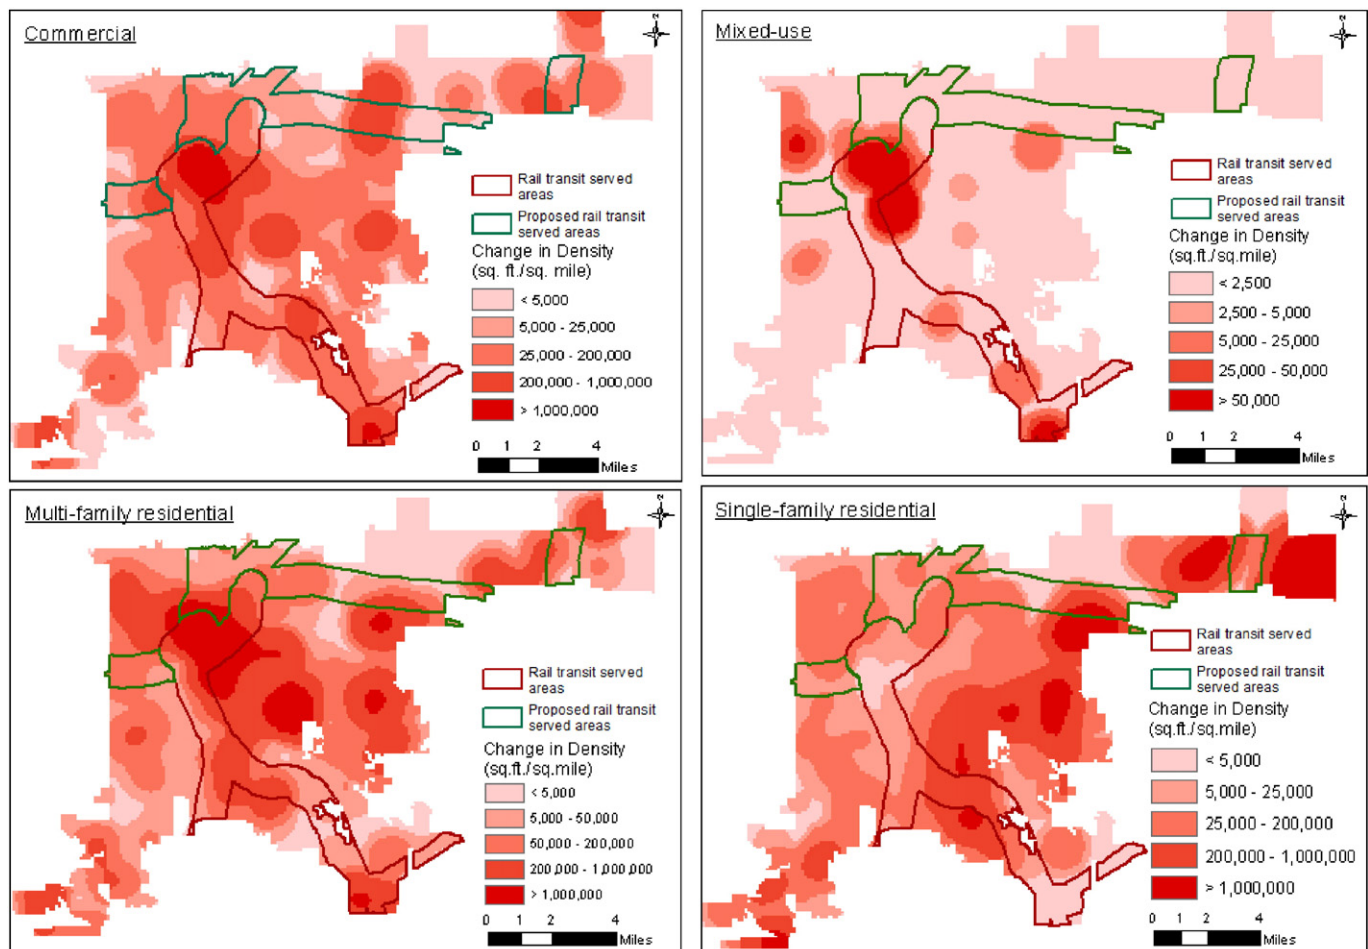 Commercial
Rail transit served
areas
Proposed rail transit
served areas
Change in Density
(sq. ft./sq. mile)
< 5,000
5,000 - 25,000
25,000 - 200,000
200,000 - 1,000,000
> 1,000,000
0 1 2 4
Miles
Mixed-use
Rail transit served
areas
Proposed rail transit
served areas
Change in Density
(sq.ft./sq.mile)
< 2,500
2,500 - 5,000
5,000 - 25,000
25,000 - 50,000
> 50,000
0 1 2 4
Miles
Multi-family residential
Rail transit served
areas
Proposed rail transit
served areas
Change in Density
(sq.ft./sq.mile)
< 5,000
5,000 - 50,000
50,000 - 200,000
200,000 - 1,000,000
> 1,000,000
0 1 2 4
Miles
Single-family residential
Rail transit served
areas
Proposed rail transit
served areas
Change in Density
(sq.ft./sq.mile)
< 5,000
5,000 - 25,000
25,000 - 200,000
200,000 - 1,000,000
> 1,000,000
0 1 2 4
Miles